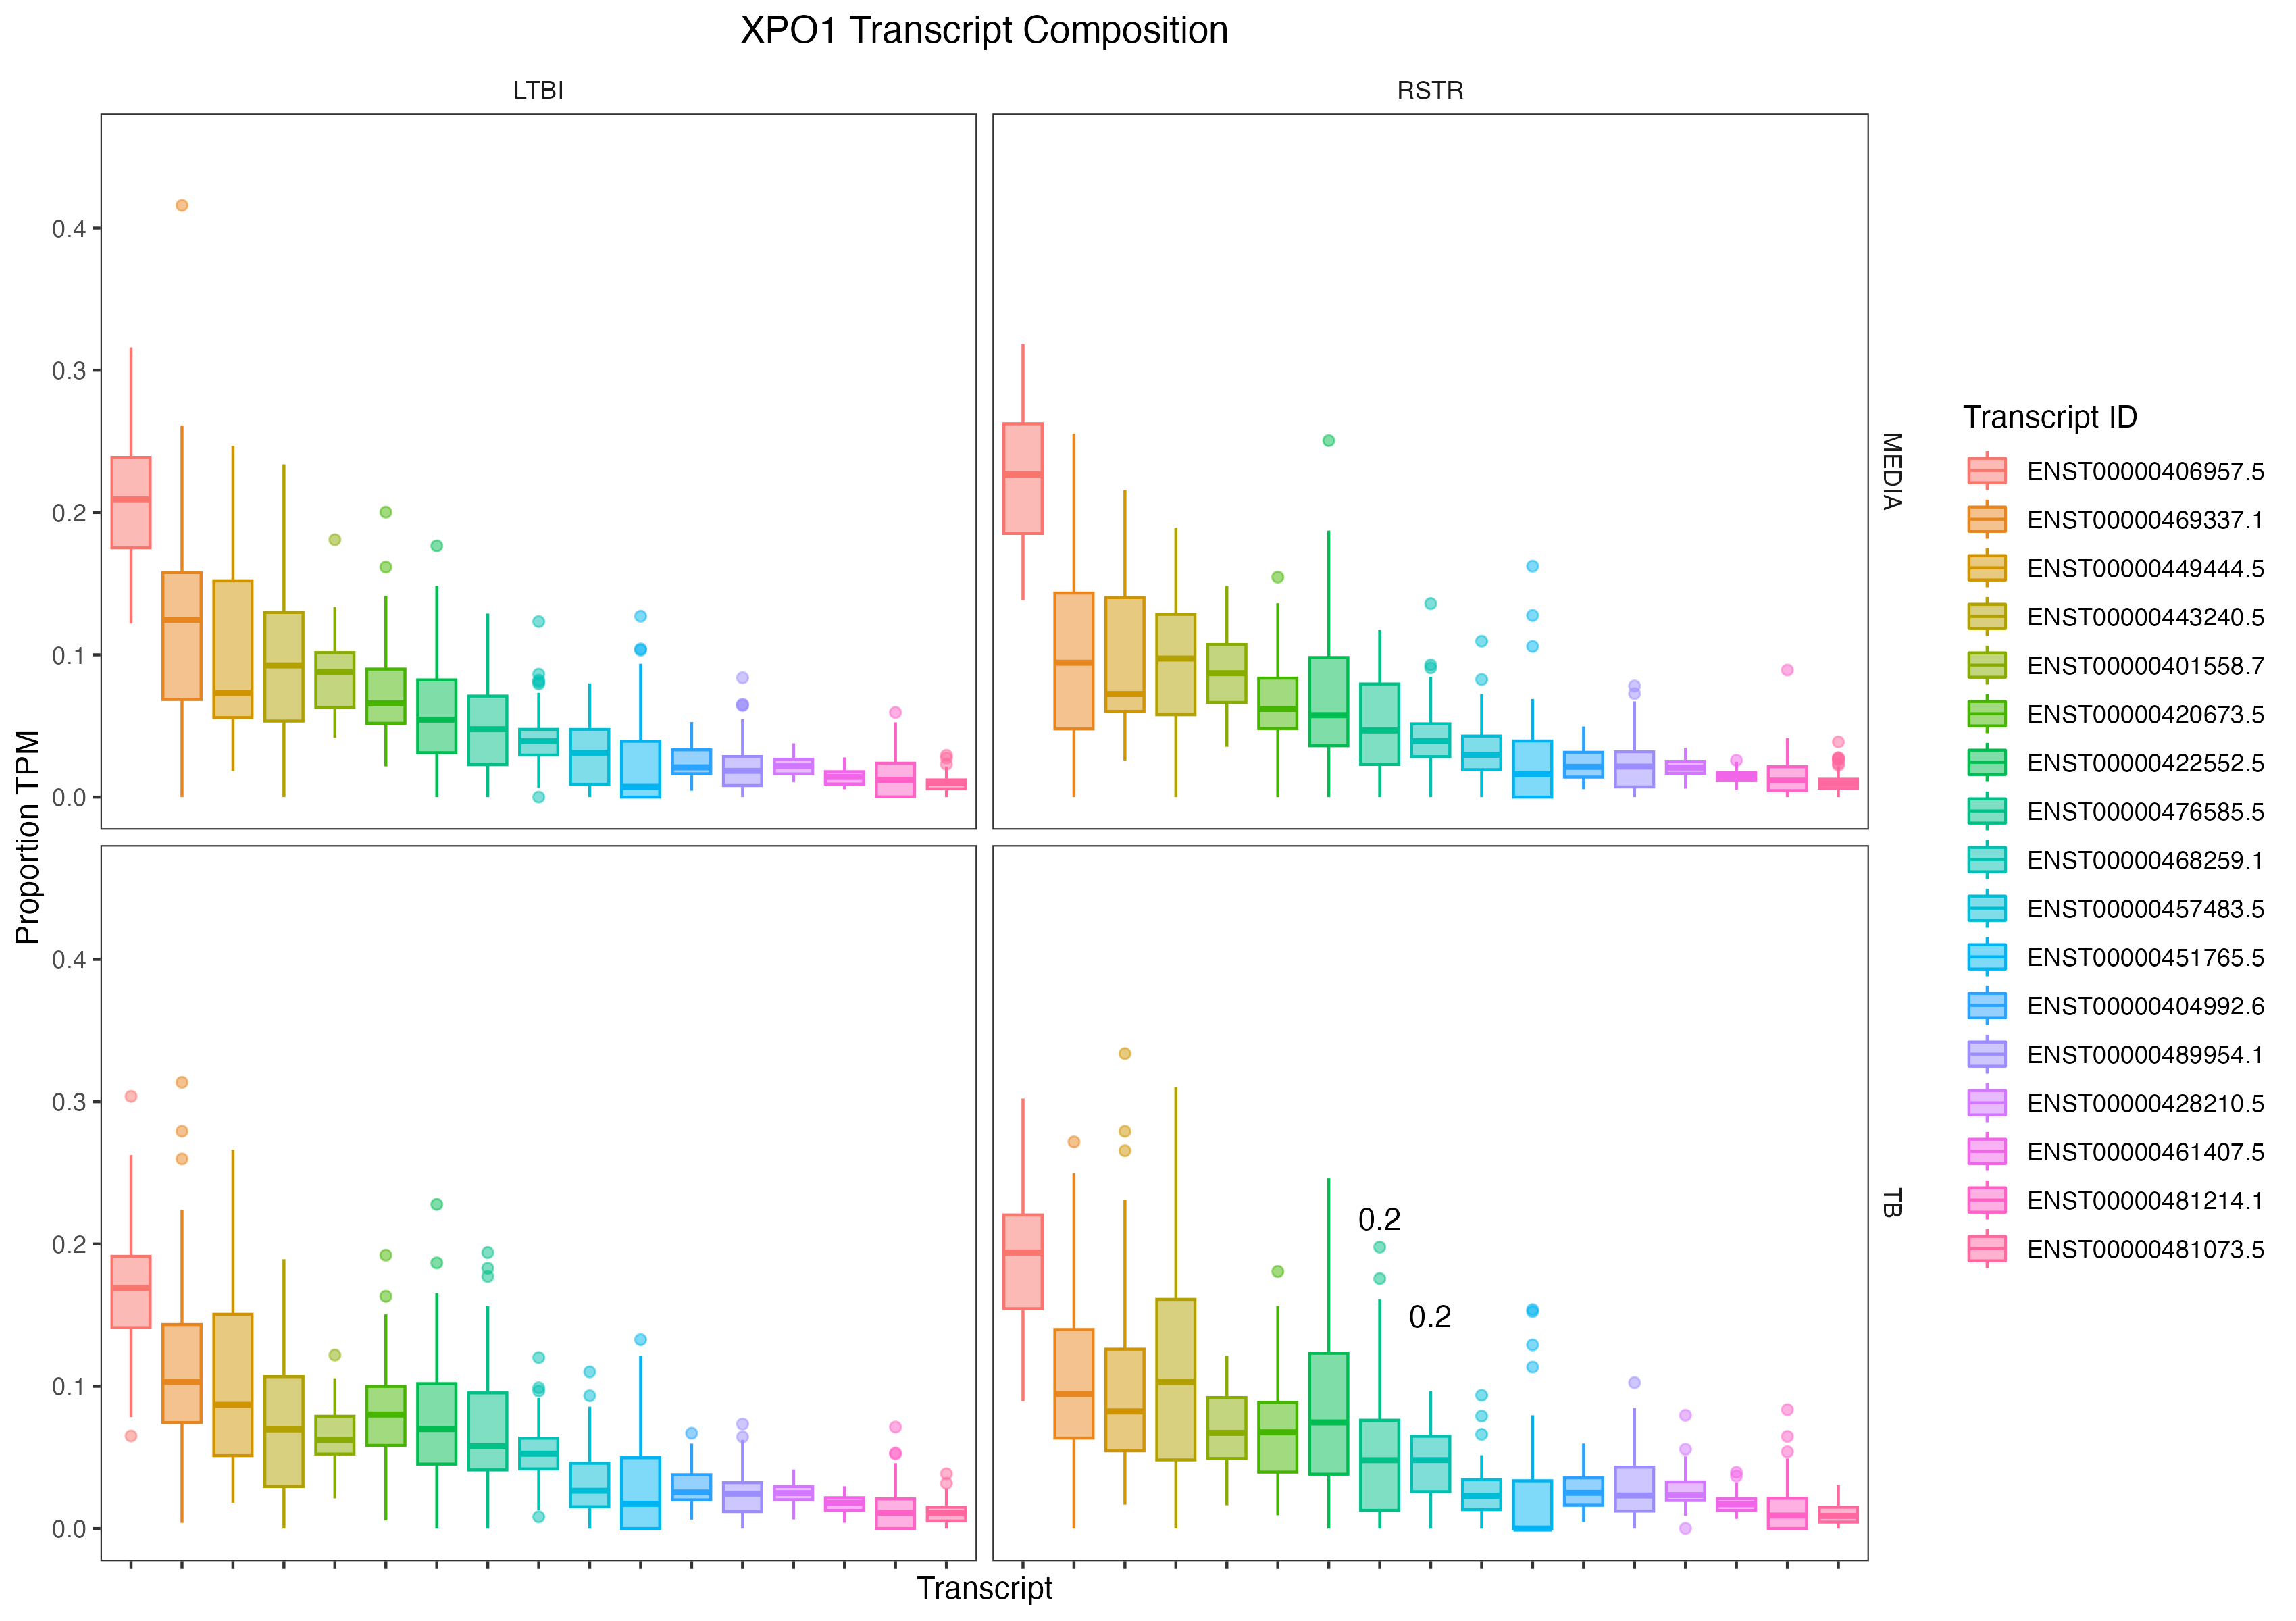 XPO1 Transcript Composition
LTBI
RSTR
MEDIA
TB
Proportion TPM
0.4
0.3
0.2
0.1
0.0
0.4
0.3
0.2
0.1
0.0
0.2
0.2
Transcript
Transcript ID
ENST00000406957.5
ENST00000469337.1
ENST00000449444.5
ENST00000443240.5
ENST00000401558.7
ENST00000420673.5
ENST00000422552.5
ENST00000476585.5
ENST00000468259.1
ENST00000457483.5
ENST00000451765.5
ENST00000404992.6
ENST00000489954.1
ENST00000428210.5
ENST00000461407.5
ENST00000481214.1
ENST00000481073.5